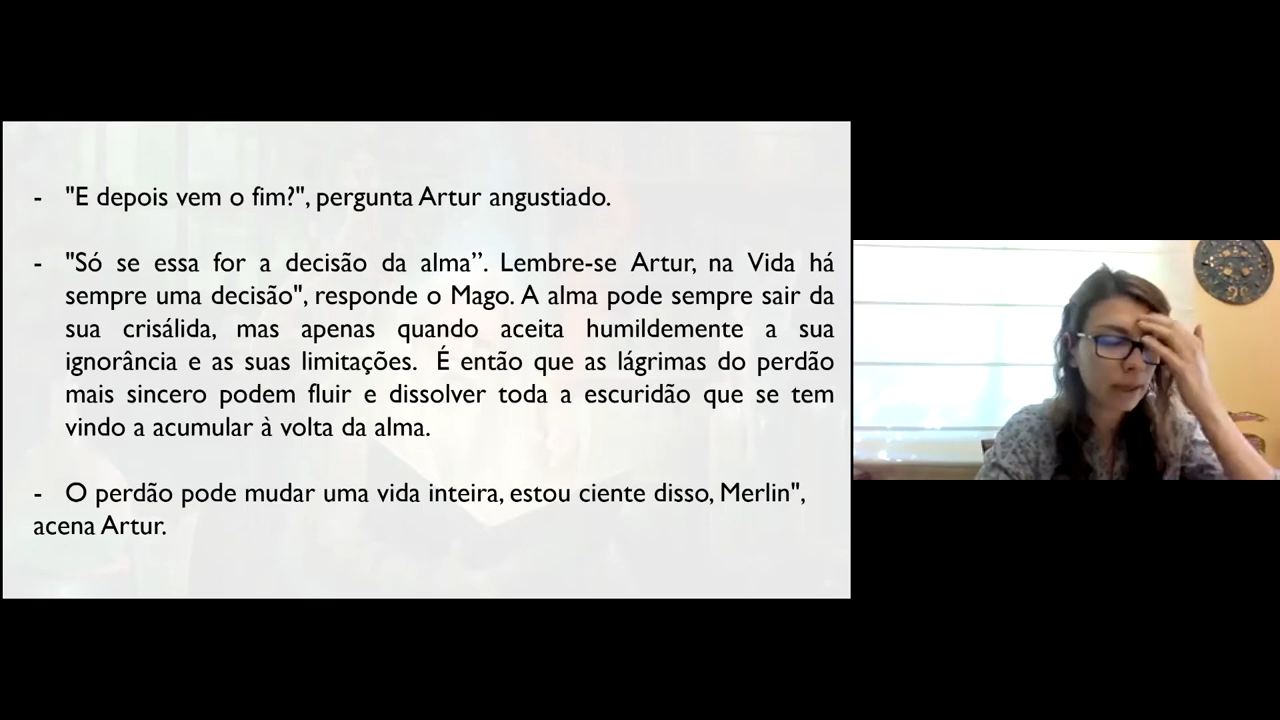 - "E depois vem o fim?", pergunta Artur angustiado.
- "Só se essa for a decisão da alma”. Lembre-se Artur, na Vida há
sempre uma decisão", responde o Mago. A alma pode sempre sair da
sua crisálida, mas apenas quando aceita humildemente a sua
ignorância e as suas limitações. É então que as lágrimas do perdão
mais sincero podem fluir e dissolver toda a escuridão que se tem
vindo a acumular à volta da alma.
- O perdão pode mudar uma vida inteira, estou ciente disso, Merlin",
acena Artur.